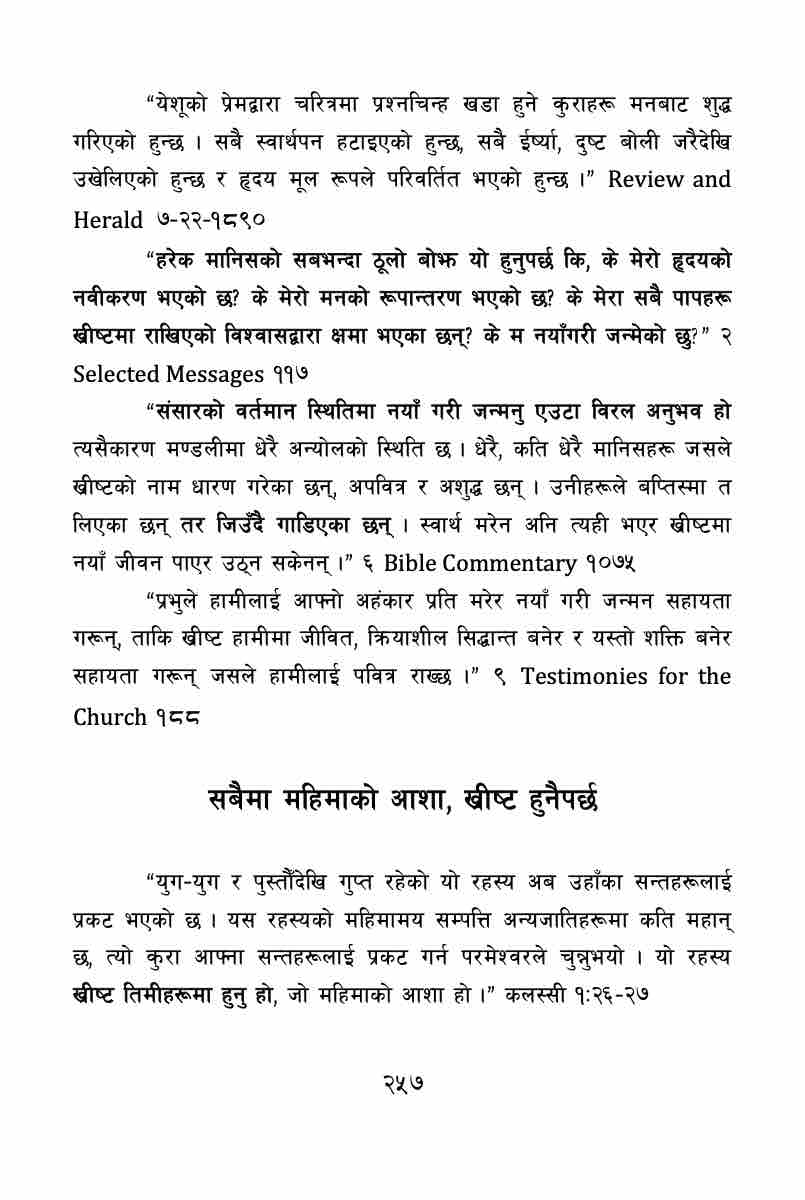 “येशूको प्रेमद्वारा चरित्रमा प्रश्नचिन्ह खडा हुने कुराहरू मनबाट शुद्ध
गरिएको हुन्छ । सबै स्वार्थपन हटाइएको हुन्छ, सबै ईर्ष्या, दुष्ट बोली जरैदेखि
उखेलिएको हुन्छ र हृदय मूल रूपले परिवर्तित भएको हुन्छ ।” Review and
Herald ७-२२-१८९०
“हरेक मानिसको सबभन्दा ठूलो बोझ यो हुनुपर्छ कि, के मेरो हृदयको
नवीकरण भएको छ? के मेरो मनको रूपान्तरण भएको छ? के मेरा सबै पापहरू
ख्रीष्टमा राखिएको विश्वासद्वारा क्षमा भएका छन्? के म नयाँगरी जन्मेको छु?” २
Selected Messages ११७
“संसारको वर्तमान स्थितिमा नयाँ गरी जन्मनु एउटा विरल अनुभव हो
त्यसैकारण मण्डलीमा धेरै अन्योलको स्थिति छ । धेरै, कति धेरै मानिसहरू जसले
ख्रीष्टको नाम धारण गरेका छन्, अपवित्र र अशुद्ध छन् । उनीहरूले बप्तिस्मा त
लिएका छन् तर जिउँदै गाडिएका छन् । स्वार्थ मरेन अनि त्यही भएर ख्रीष्टमा
नयाँ जीवन पाएर उठ्न सकेनन् ।” ६ Bible Commentary १०७५
“प्रभुले हामीलाई आफ्नो अहंकार प्रति मरेर नयाँ गरी जन्मन सहायता
गरून्, ताकि ख्रीष्ट हामीमा जीवित, क्रियाशील सिद्धान्त बनेर र यस्तो शक्ति बनेर
सहायता गरून् जसले हामीलाई पवित्र राख्छ ।” ९ Testimonies for the
Church १८८
सबैमा महिमाको आशा, ख्रीष्ट हुनैपर्छ
“युग-युग र पुस्तौँदेखि गुप्त रहेको यो रहस्य अब उहाँका सन्तहरूलाई
प्रकट भएको छ । यस रहस्यको महिमामय सम्पत्ति अन्यजातिहरूमा कति महान्
छ, त्यो कुरा आफ्ना सन्तहरूलाई प्रकट गर्न परमेश्वरले चुन्नुभयो । यो रहस्य
ख्रीष्ट तिमीहरूमा हुनु हो, जो महिमाको आशा हो ।” कलस्सी १:२६-२७
२५७